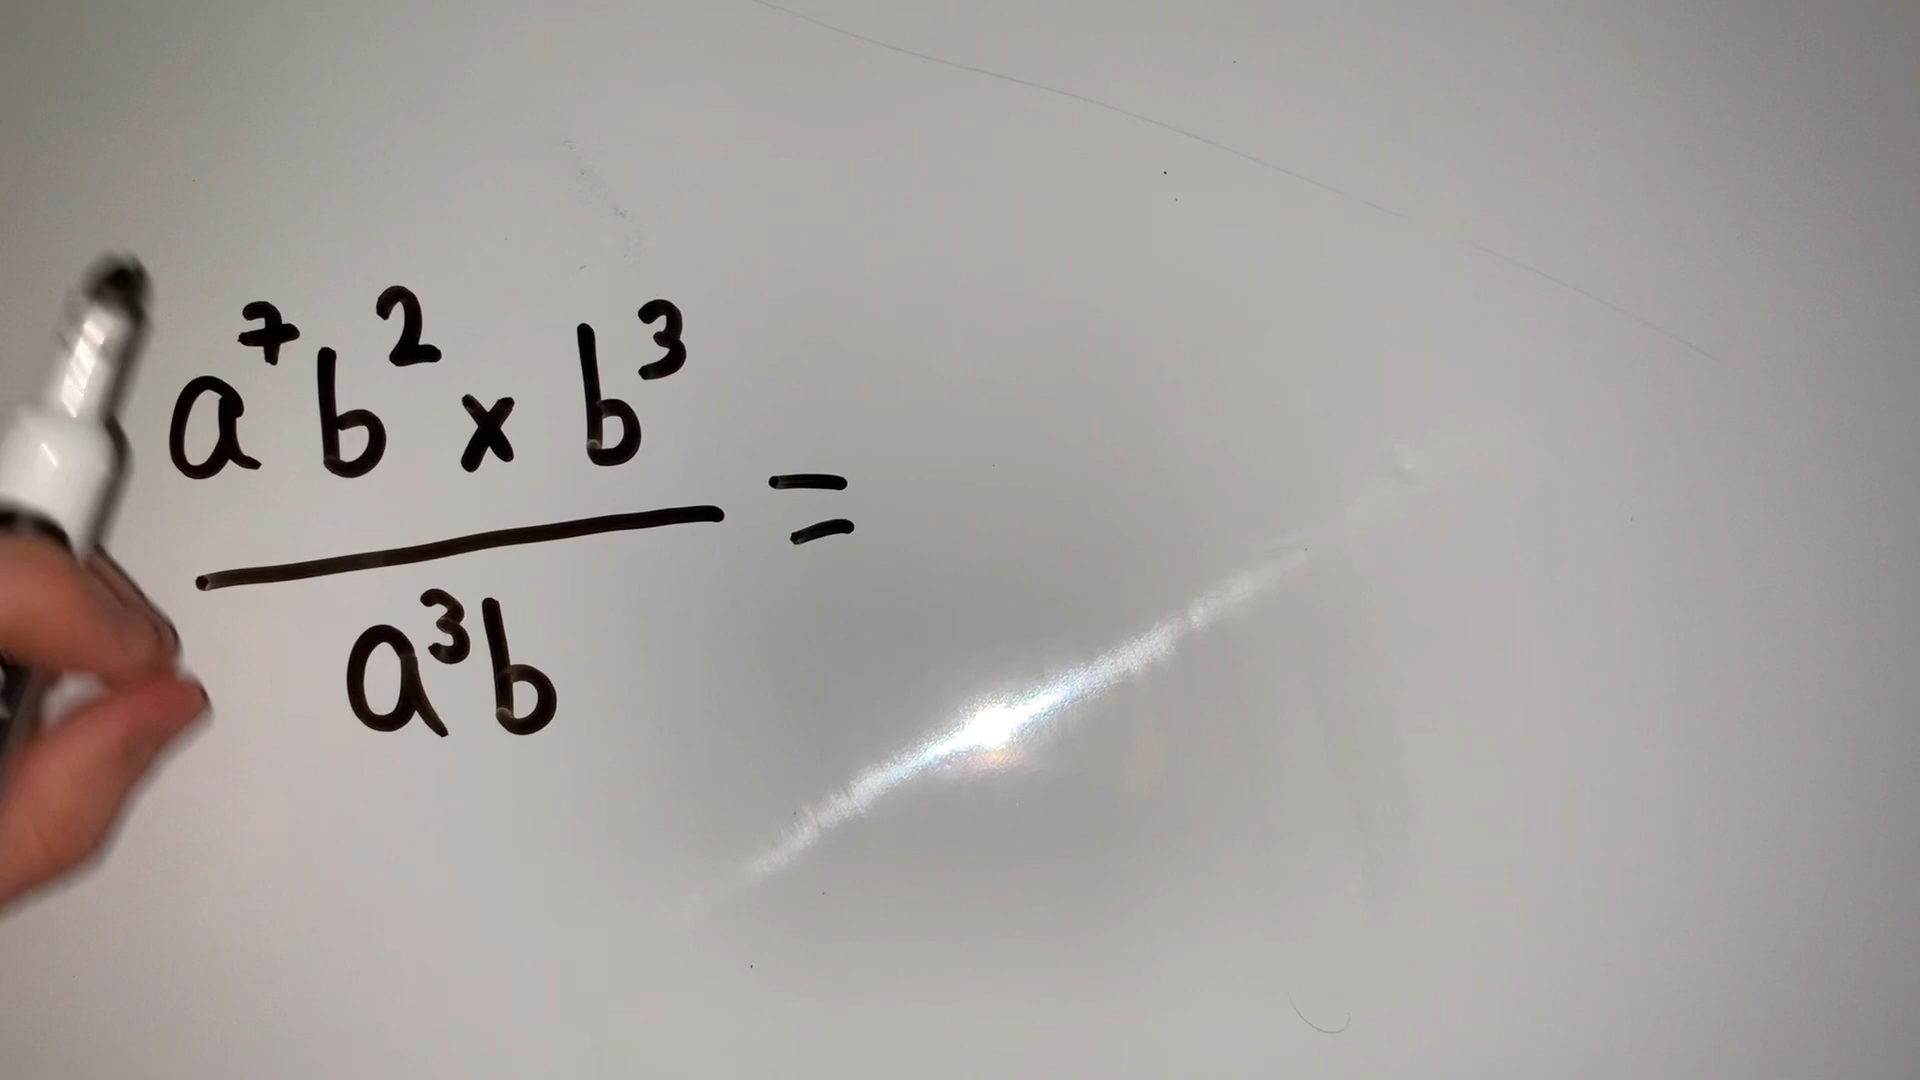 a⁷b² x b³ =
a³b